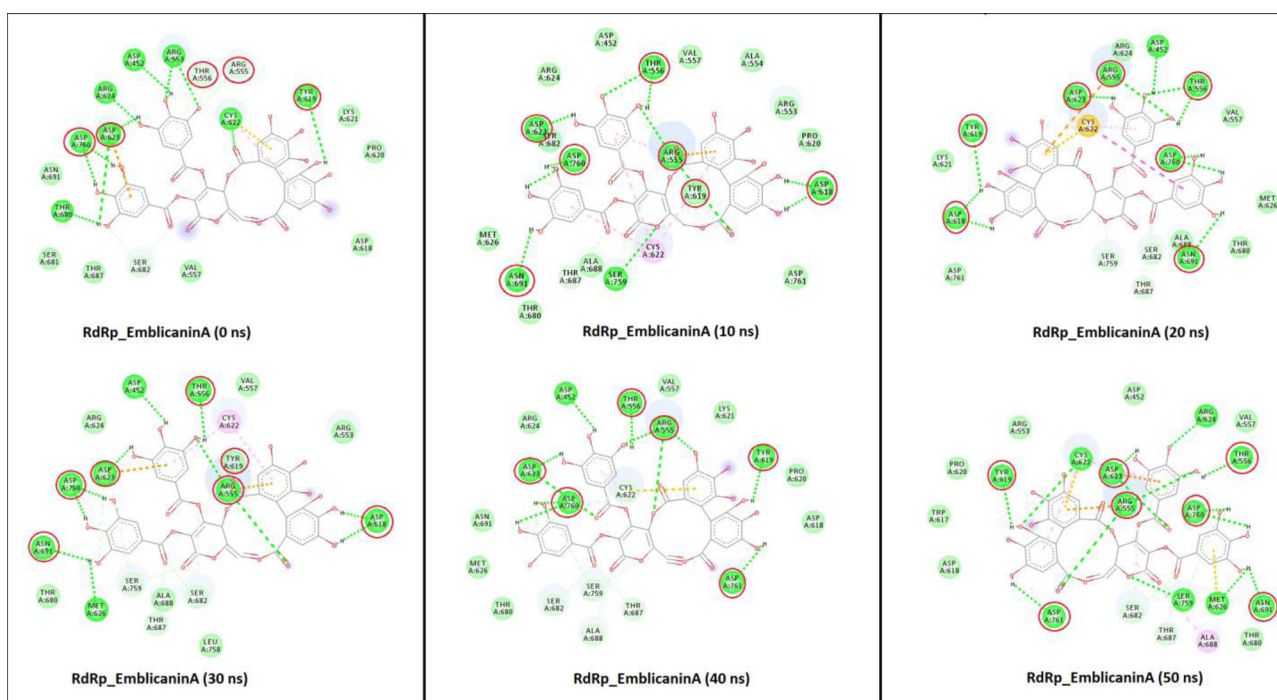 ASP
A:452
ARG
A:553
THR
A:556
ARG
A:555
ARG
A:624
TYR
A:619
CYS
A:622
LYS
A:621
ASP
A:760
ASP
A:623
PRO
A:620
ASN
A:691
THR
A:680
ASP
A:618
SER
A:681
THR
A:687
SER
A:682
VAL
A:557
RdRp_EmblicaninA (0 ns)
ASP
A:452
THR
A:556
VAL
A:557
ALA
A:554
ARG
A:624
ARG
A:553
ASP
A:623
A:682
ASP
A:760
ARG
A:555
PRO
A:620
TYR
A:619
ASP
A:618
MET
A:626
CYS
A:622
ASN
A:691
THR
A:687
ALA
A:688
SER
A:759
ASP
A:761
THR
A:680
RdRp_EmblicaninA (10 ns)
ARG
A:624
ASP
A:452
ARG
A:555
ASP
A:623
THR
A:556
CYS
A:622
VAL
A:557
TYR
A:619
LYS
A:621
ASP
A:760
ASP
A:618
MET
A:626
ASP
A:761
SER
A:759
SER
A:682
ALA
A:688
ASN
A:691
THR
A:680
THR
A:687
RdRp_EmblicaninA (20 ns)
ASP
A:452
THR
A:556
VAL
A:557
ARG
A:624
CYS
A:622
ARG
A:553
ASP
A:623
TYR
A:619
ASP
A:760
ARG
A:555
ASP
A:618
ASN
A:691
THR
A:680
MET
A:626
SER
A:759
ALA
A:688
THR
A:687
SER
A:682
LEU
A:758
RdRp_EmblicaninA (30 ns)
ASP
A:452
THR
A:556
VAL
A:557
ARG
A:624
ARG
A:555
LYS
A:621
ASP
A:623
TYR
A:619
ASP
A:760
CYS
A:622
PRO
A:620
ASN
A:691
ASP
A:618
MET
A:626
THR
A:680
SER
A:682
SER
A:759
THR
A:687
ASP
A:761
ALA
A:688
RdRp_EmblicaninA (40 ns)
ASP
A:452
ARG
A:624
VAL
A:557
ARG
A:553
CYS
A:622
THR
A:556
PRO
A:620
TYR
A:619
ASP
A:623
ARG
A:555
ASP
A:760
TRP
A:617
ASP
A:618
ASP
A:761
SER
A:682
SER
A:759
MET
A:626
ASN
A:691
THR
A:687
ALA
A:688
THR
A:680
RdRp_EmblicaninA (50 ns)